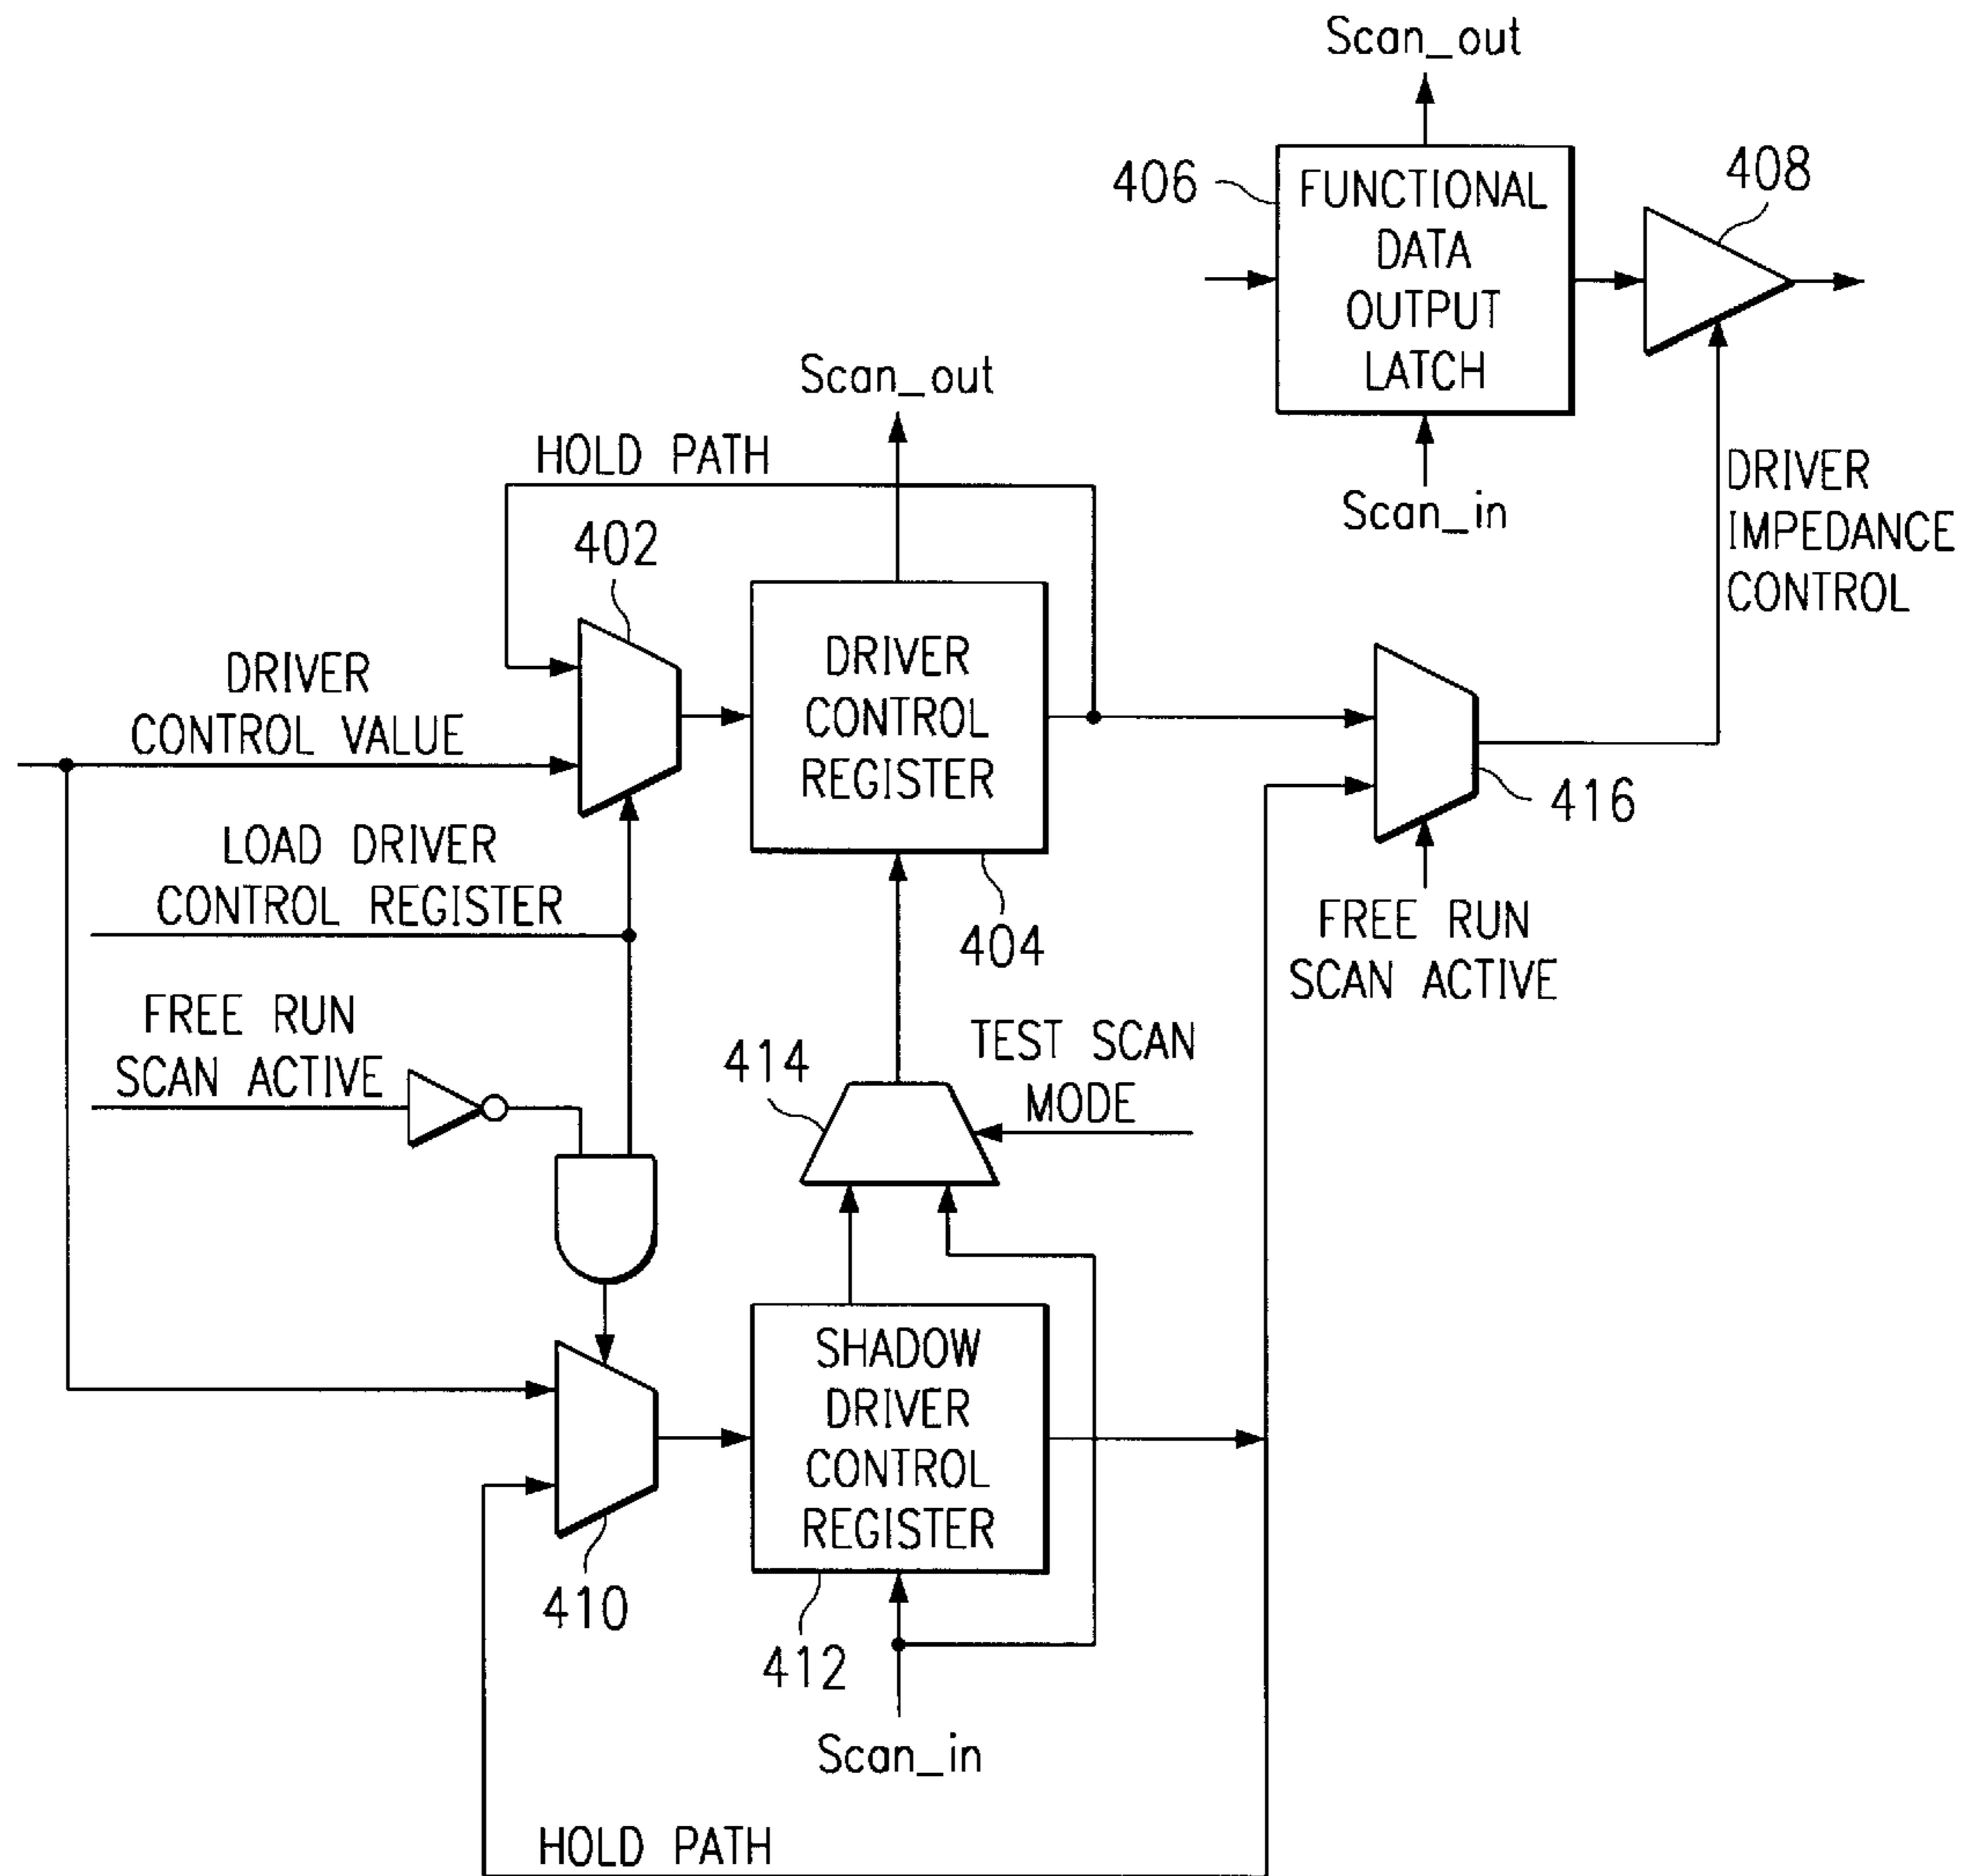 Scan_out
406
FUNCTIONAL
DATA
OUTPUT
LATCH
408
Scan_in
DRIVER
IMPEDANCE
CONTROL
Scan_out
HOLD PATH
402
DRIVER
CONTROL VALUE
DRIVER
CONTROL
REGISTER
404
416
LOAD DRIVER
CONTROL REGISTER
FREE RUN
SCAN ACTIVE
FREE RUN
SCAN ACTIVE
414
TEST SCAN
MODE
410
SHADOW
DRIVER
CONTROL
REGISTER
412
Scan_in
HOLD PATH